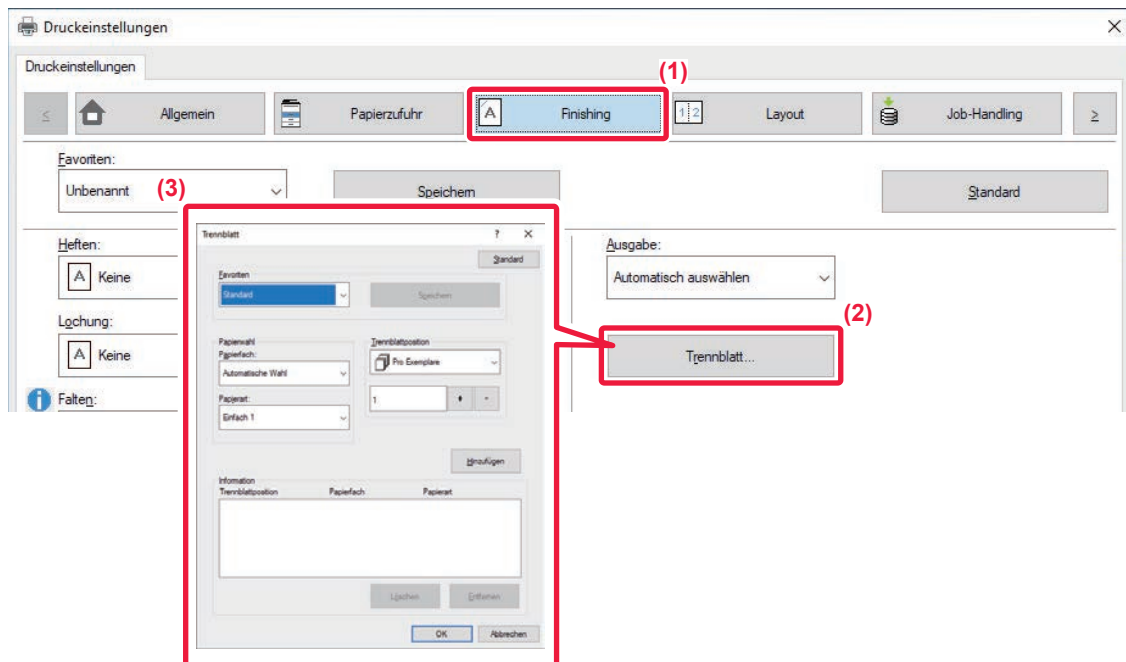 Druckeinstellungen
Druckeinstellungen
(1)
≤ Allgemein Papierzufuhr A Finishing 1 2 Layout Job-Handling ≥
Favoriten:
Unbenannt (3) Speichern Standard
Heften:
A Keine
Lochung:
A Keine
Falten:
Trennblatt ? ×
Standard
Favoriten
Standard Speichern
Papierwahl
Papierfach:
Automatische Wahl
Papierart:
Einfach 1
Trennblattposition
Pro Exemplare
1 + -
Hinzufügen
Information
Trennblattposition Papierfach Papierart
Löschen Entfernen
OK Abbrechen
Ausgabe:
Automatisch auswählen
(2)
Trennblatt...